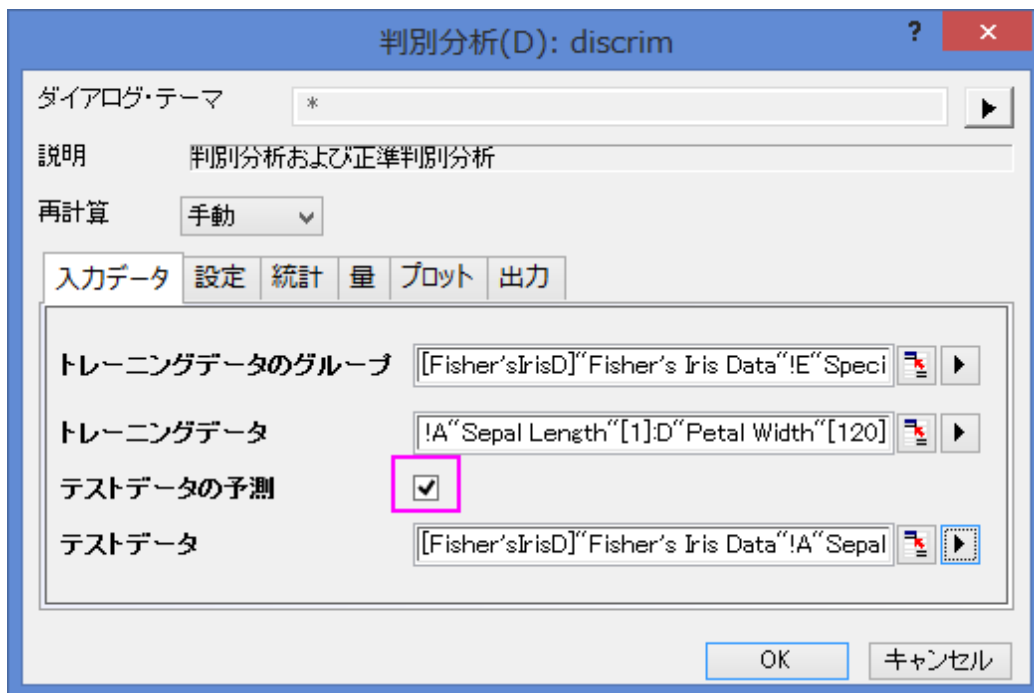 判別分析(D): discrim
? ×
ダイアログ・テーマ *
説明 判別分析および正準判別分析
再計算 手動
入力データ 設定 統計 量 プロット 出力
トレーニングデータのグループ [Fisher'sIrisD]"Fisher's Iris Data"!E"Speci
トレーニングデータ !A"Sepal Length"[1]:D"Petal Width"[120]
テストデータの予測
テストデータ [Fisher'sIrisD]"Fisher's Iris Data"!A"Sepal
OK キャンセル